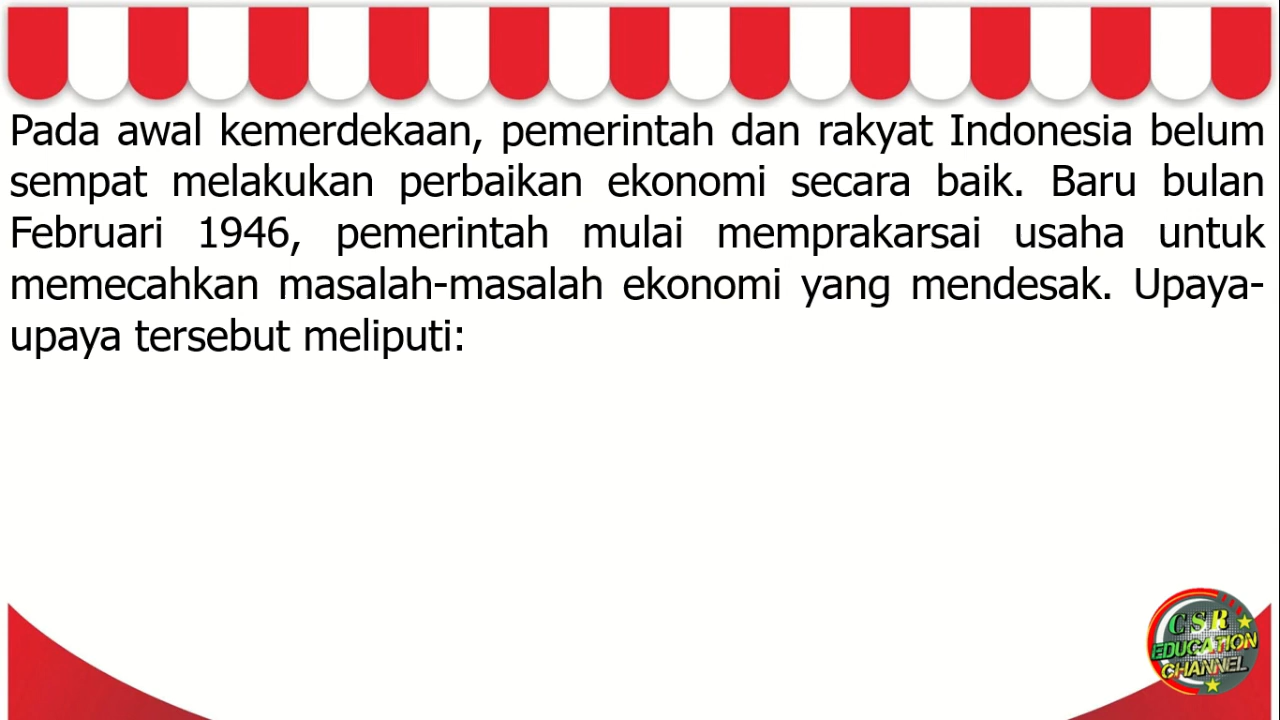 Pada awal kemerdekaan, pemerintah dan rakyat Indonesia belum
sempat melakukan perbaikan ekonomi secara baik. Baru bulan
Februari 1946, pemerintah mulai memprakarsai usaha untuk
memecahkan masalah-masalah ekonomi yang mendesak. Upaya-
upaya tersebut meliputi:
CSR
EDUCATION
CHANNEL